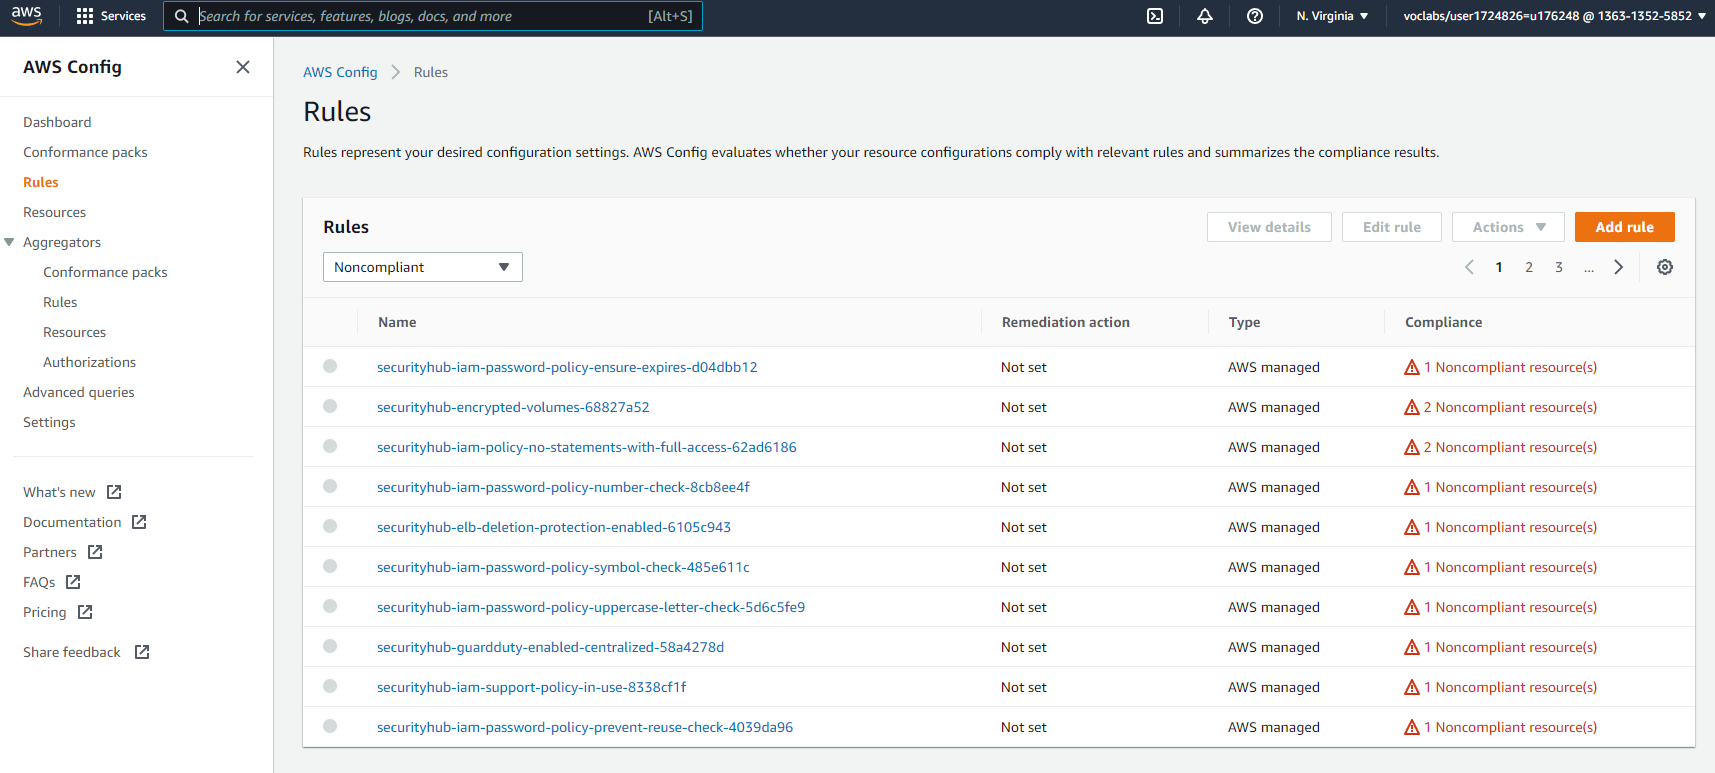 aws
Services
Search for services, features, blogs, docs, and more
[Alt+S]
N. Virginia
voclabs/user1724826=u176248 @ 1363-1352-5852
AWS Config
Dashboard
Conformance packs
Rules
Resources
Aggregators
Conformance packs
Rules
Resources
Authorizations
Advanced queries
Settings
What's new
Documentation
Partners
FAQs
Pricing
Share feedback
AWS Config > Rules
Rules
Rules represent your desired configuration settings. AWS Config evaluates whether your resource configurations comply with relevant rules and summarizes the compliance results.
Rules
View details
Edit rule
Actions
Add rule
Noncompliant
1 2 3 ...
Name Remediation action Type Compliance
securityhub-iam-password-policy-ensure-expires-d04dbb12 Not set AWS managed 1 Noncompliant resource(s)
securityhub-encrypted-volumes-68827a52 Not set AWS managed 2 Noncompliant resource(s)
securityhub-iam-policy-no-statements-with-full-access-62ad6186 Not set AWS managed 2 Noncompliant resource(s)
securityhub-iam-password-policy-number-check-8cb8ee4f Not set AWS managed 1 Noncompliant resource(s)
securityhub-elb-deletion-protection-enabled-6105c943 Not set AWS managed 1 Noncompliant resource(s)
securityhub-iam-password-policy-symbol-check-485e611c Not set AWS managed 1 Noncompliant resource(s)
securityhub-iam-password-policy-uppercase-letter-check-5d6c5fe9 Not set AWS managed 1 Noncompliant resource(s)
securityhub-guardduty-enabled-centralized-58a4278d Not set AWS managed 1 Noncompliant resource(s)
securityhub-iam-support-policy-in-use-8338cf1f Not set AWS managed 1 Noncompliant resource(s)
securityhub-iam-password-policy-prevent-reuse-check-4039da96 Not set AWS managed 1 Noncompliant resource(s)